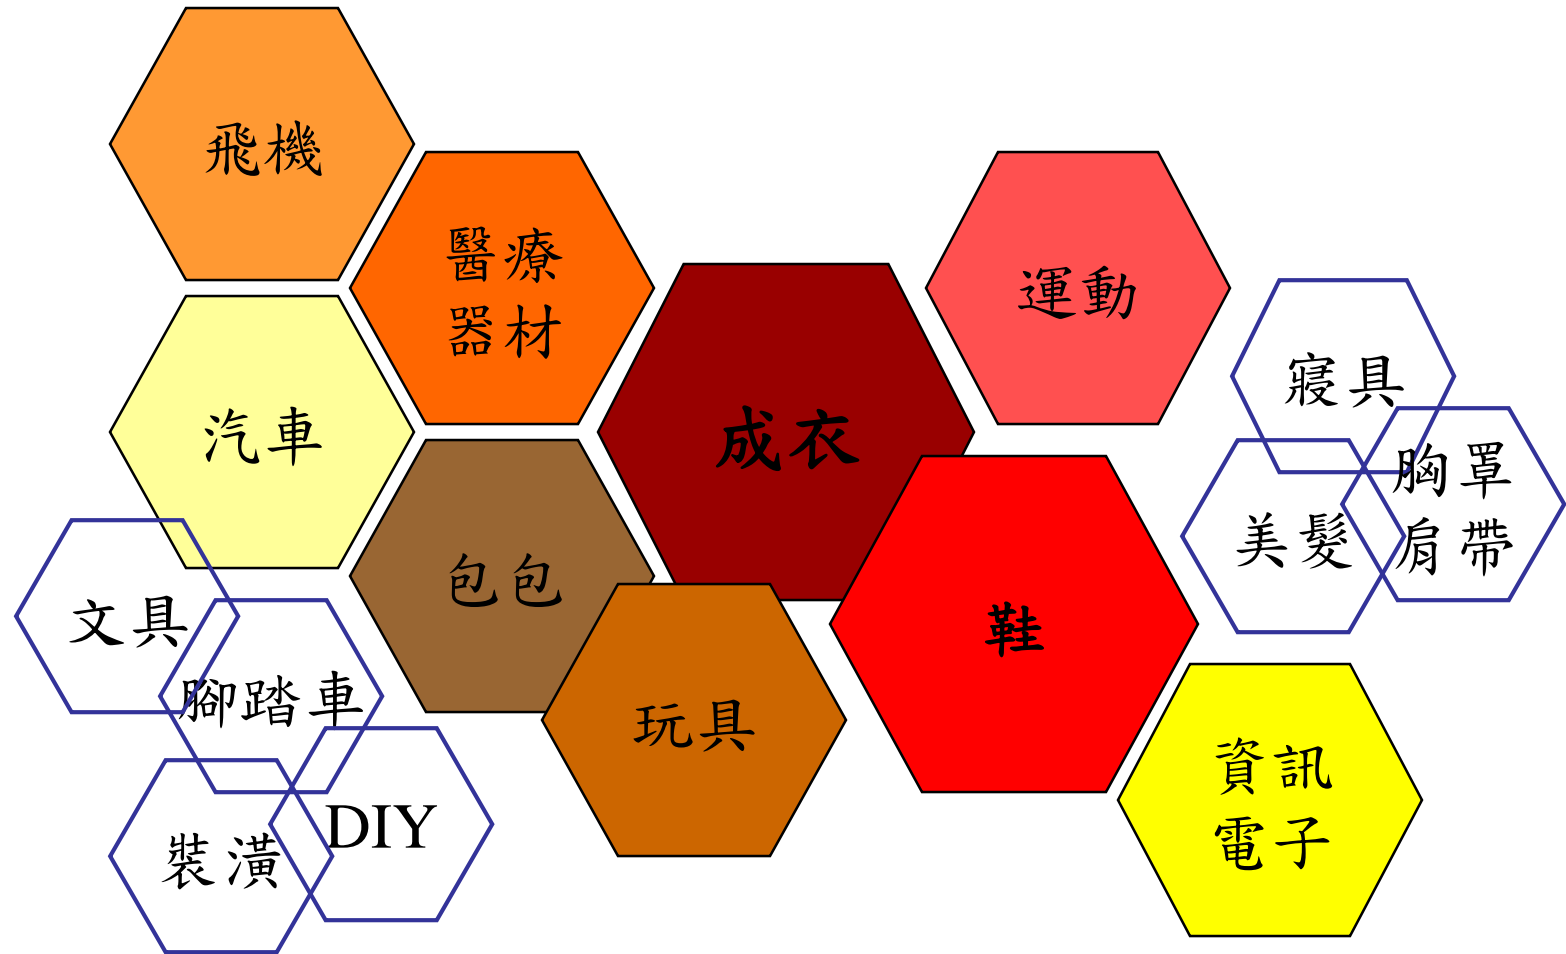 飛機
醫療
器材
運動
汽車
成衣
寢具
胸罩
肩帶
美髮
包包
文具
鞋
腳踏車
玩具
資訊
電子
DIY
裝潢